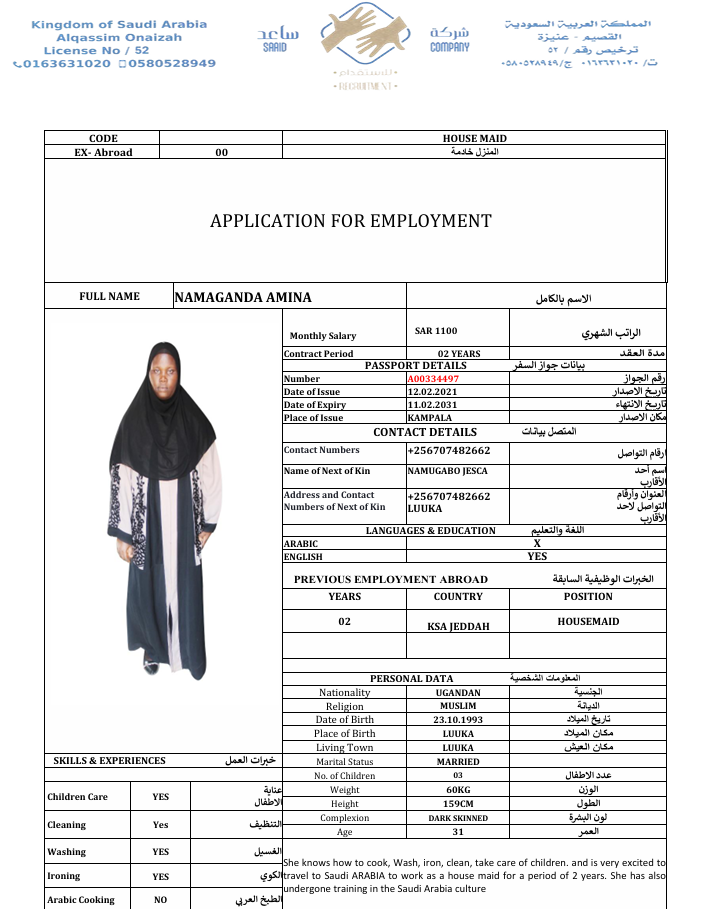 Kingdom of Saudi Arabia
Alqassim Onaizah
License No / 52
0163631020 0580528949
ساعد
SAAID
شركة
COMPANY
للاستقدام
RECRUITMENT
المملكة العربية السعودية
القصيم - عنيزة
ترخيص رقم / ٥٢
ت/ ٠١٦٣٦٣١٠٢٠ ج/ ٠٥٨٠٥٢٨٩٤٩
CODE HOUSE MAID
EX- Abroad 00 المنزل خادمة
APPLICATION FOR EMPLOYMENT
FULL NAME NAMAGANDA AMINA الاسم بالكامل
Monthly Salary SAR 1100 الراتب الشهري
Contract Period 02 YEARS مدة العقد
PASSPORT DETAILS بيانات جواز السفر
Number A00334497 رقم الجواز
Date of Issue 12.02.2021 تاريخ الاصدار
Date of Expiry 11.02.2031 تاريخ الانتهاء
Place of Issue KAMPALA مكان الاصدار
CONTACT DETAILS المتصل بيانات
Contact Numbers +256707482662 ارقام التواصل
Name of Next of Kin NAMUGABO JESCA اسم أحد
الأقارب
Address and Contact +256707482662 العنوان وأرقام
Numbers of Next of Kin LUUKA التواصل لاحد
الأقارب
LANGUAGES & EDUCATION اللغة والتعليم
ARABIC X
ENGLISH YES
PREVIOUS EMPLOYMENT ABROAD الخبرات الوظيفية السابقة
YEARS COUNTRY POSITION
02 KSA JEDDAH HOUSEMAID
PERSONAL DATA المعلومات الشخصية
Nationality UGANDAN الجنسية
Religion MUSLIM الديانة
Date of Birth 23.10.1993 تاريخ الميلاد
Place of Birth LUUKA مكان الميلاد
Living Town LUUKA مكان العيش
Marital Status MARRIED
No. of Children 03 عدد الاطفال
Weight 60KG الوزن
Height 159CM الطول
Complexion DARK SKINNED لون البشرة
Age 31 العمر
SKILLS & EXPERIENCES خبرات العمل
Children Care YES عناية
الاطفال
Cleaning Yes التنظيف
Washing YES الغسيل
Ironing YES الكوي
Arabic Cooking NO الطبخ العربي
She knows how to cook, Wash, iron, clean, take care of children. and is very excited to
travel to Saudi ARABIA to work as a house maid for a period of 2 years. She has also
undergone training in the Saudi Arabia culture